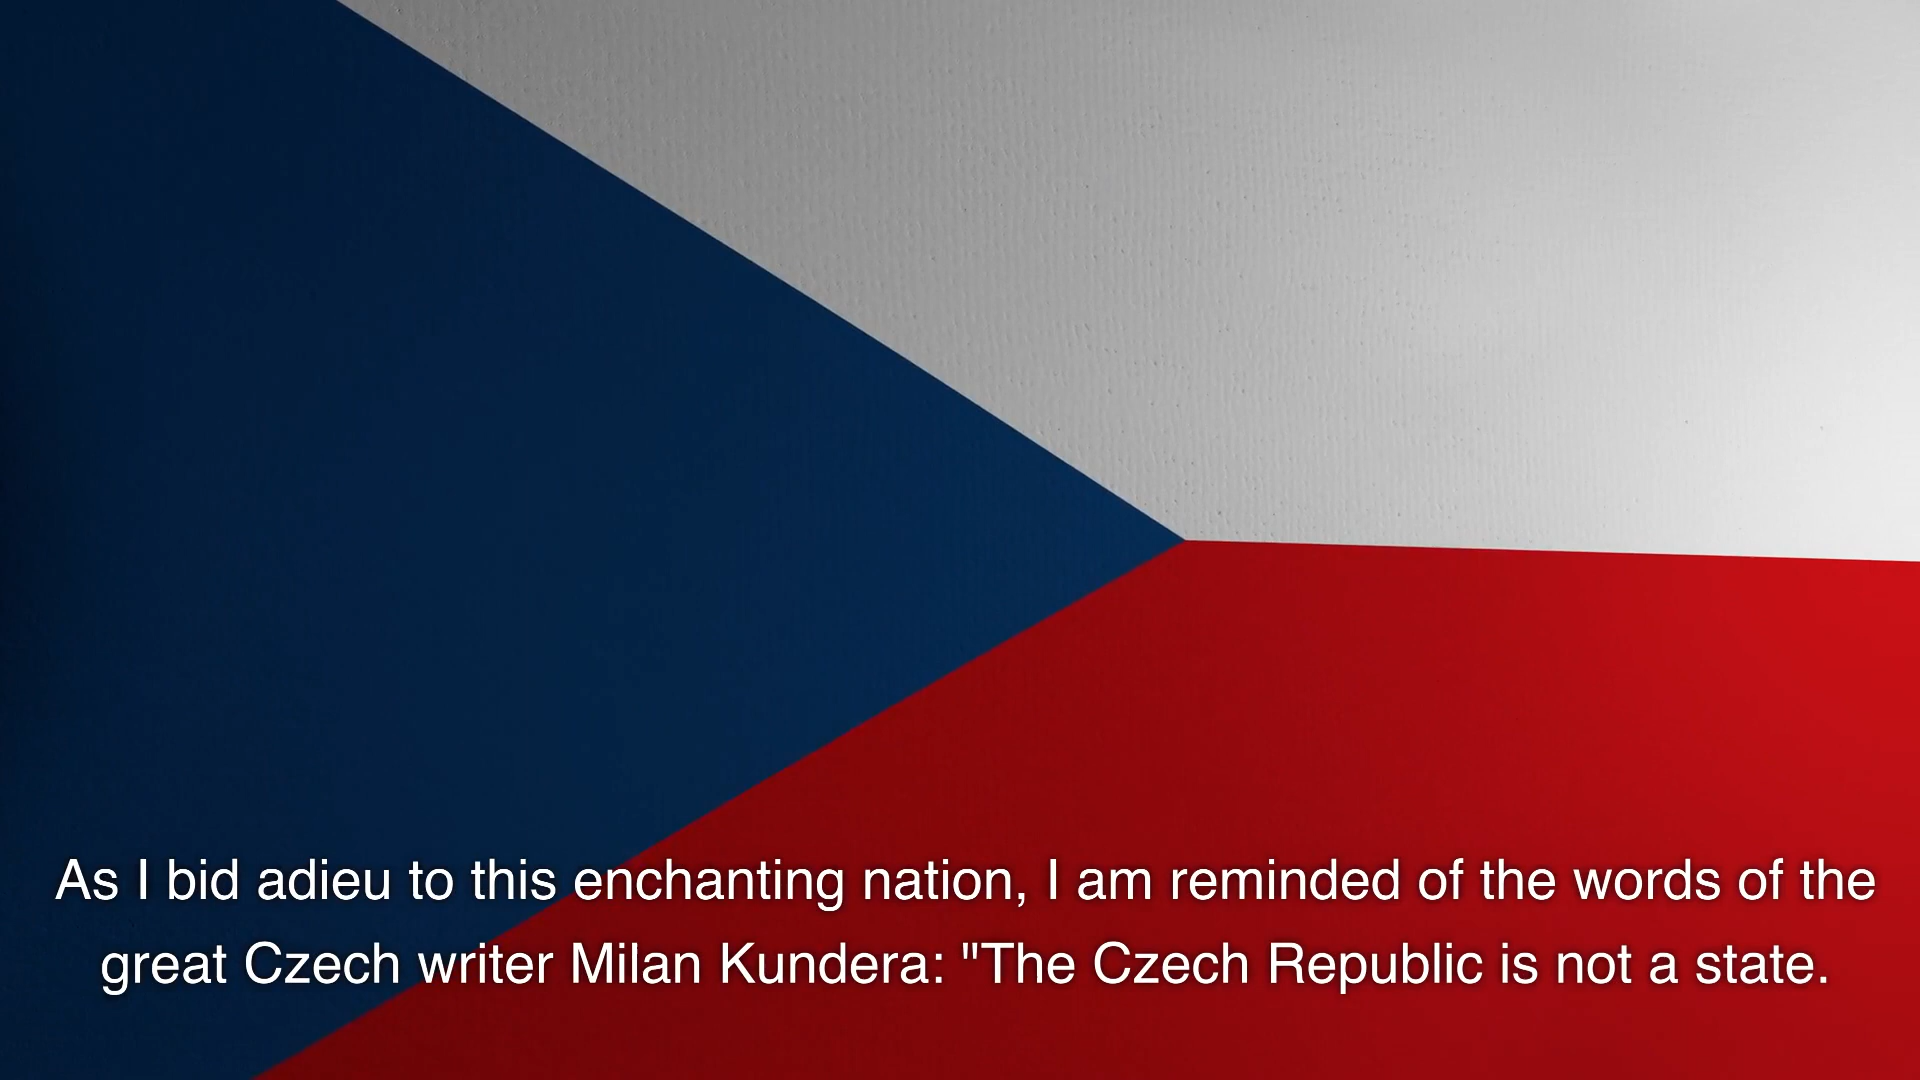 As I bid adieu to this enchanting nation, I am reminded of the words of the
great Czech writer Milan Kundera: "The Czech Republic is not a state.